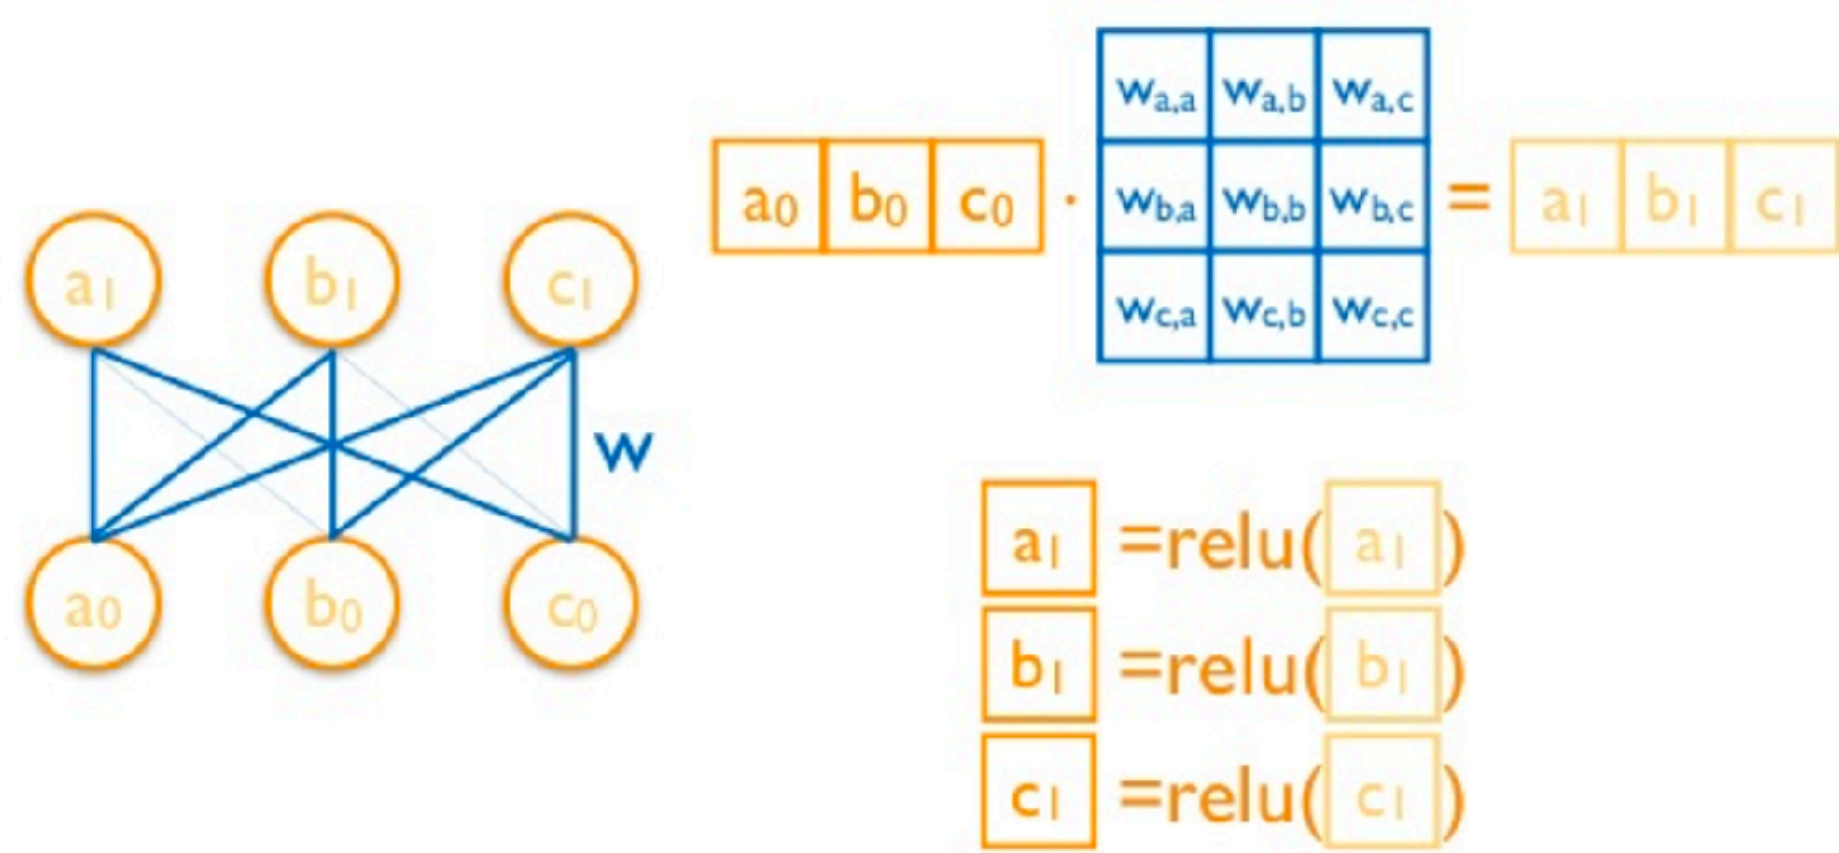 wa,a wa,b wa,c
a0 b0 c0 · wb,a wb,b wb,c = a1 b1 c1
wc,a wc,b wc,c
a1 b1 c1
w
a0 b0 c0
a1 =relu( a1 )
b1 =relu( b1 )
c1 =relu( c1 )